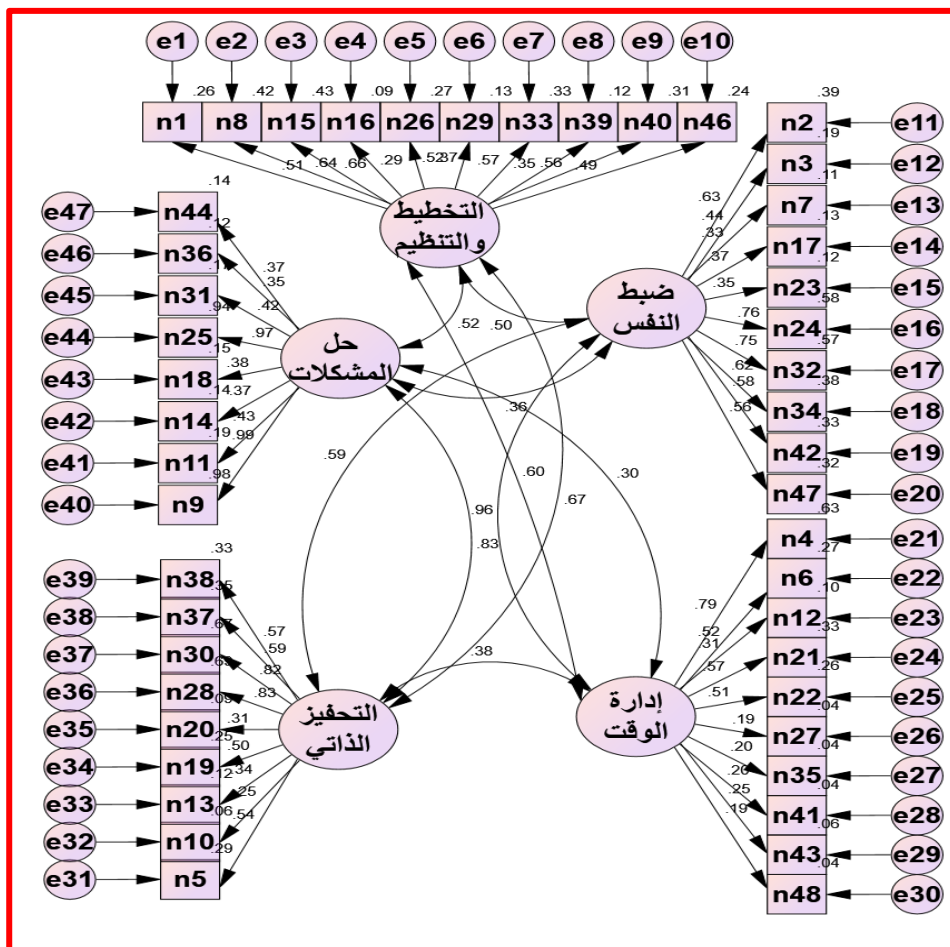 e1 e2 e3 e4 e5 e6 e7 e8 e9 e10
.26 .42 .43 .09 .27 .13 .33 .12 .31 .24
n1 n8 n15 n16 n26 n29 n33 n39 n40 n46
.51 .64 .66 .29 .52 .37 .57 .35 .56 .49
التخطيط
والتنظيم
.39
n2 e11
.19
n3 e12
.11
n7 e13
.13
n17 e14
.12
n23 e15
.58
n24 e16
.57
n32 e17
.38
n34 e18
.33
n42 e19
.32
n47 e20
.63 .44 .33 .37 .35 .76 .75 .62 .58 .56
ضبط
النفس
.14
e47 n44
.12
e46 n36
e45 n31
.94
e44 n25
.15
e43 n18
.14
e42 n14
.19
e41 n11
.98
e40 n9
.37 .35 .42 .97 .38 .37 .43 .99
حل
المشكلات
.52 .50
.36
.59 .60 .30
.96 .67
.83
.38
.63
n4 e21
.27
n6 e22
.10
n12 e23
.33
n21 e24
.26
n22 e25
.04
n27 e26
.04
n35 e27
.04
n41 e28
.06
n43 e29
.04
n48 e30
.79 .52 .31 .57 .51 .19 .20 .20 .25 .19
إدارة
الوقت
.33
e39 n38
.35
e38 n37
.67
e37 n30
e36 n28
.09
e35 n20
.25
e34 n19
.12
e33 n13
.06
e32 n10
.29
e31 n5
.57 .59 .82 .83 .31 .50 .34 .25 .54
التحفيز
الذاتي